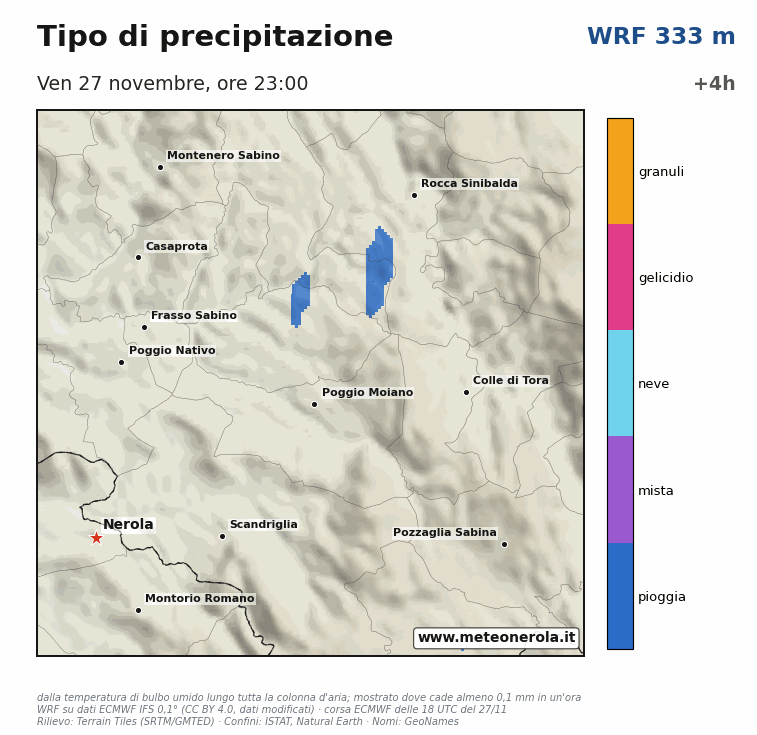 Tipo di precipitazione
WRF 333 m
Ven 27 novembre, ore 23:00
+4h
Montenero Sabino
Rocca Sinibalda
Casaprota
Frasso Sabino
Poggio Nativo
Colle di Tora
Poggio Moiano
Nerola
Scandriglia
Pozzaglia Sabina
Montorio Romano
www.meteonerola.it
granuli
gelicidio
neve
mista
pioggia
dalla temperatura di bulbo umido lungo tutta la colonna d'aria; mostrato dove cade almeno 0,1 mm in un'ora
WRF su dati ECMWF IFS 0,1° (CC BY 4.0, dati modificati) · corsa ECMWF delle 18 UTC del 27/11
Rilievo: Terrain Tiles (SRTM/GMTED) · Confini: ISTAT, Natural Earth · Nomi: GeoNames